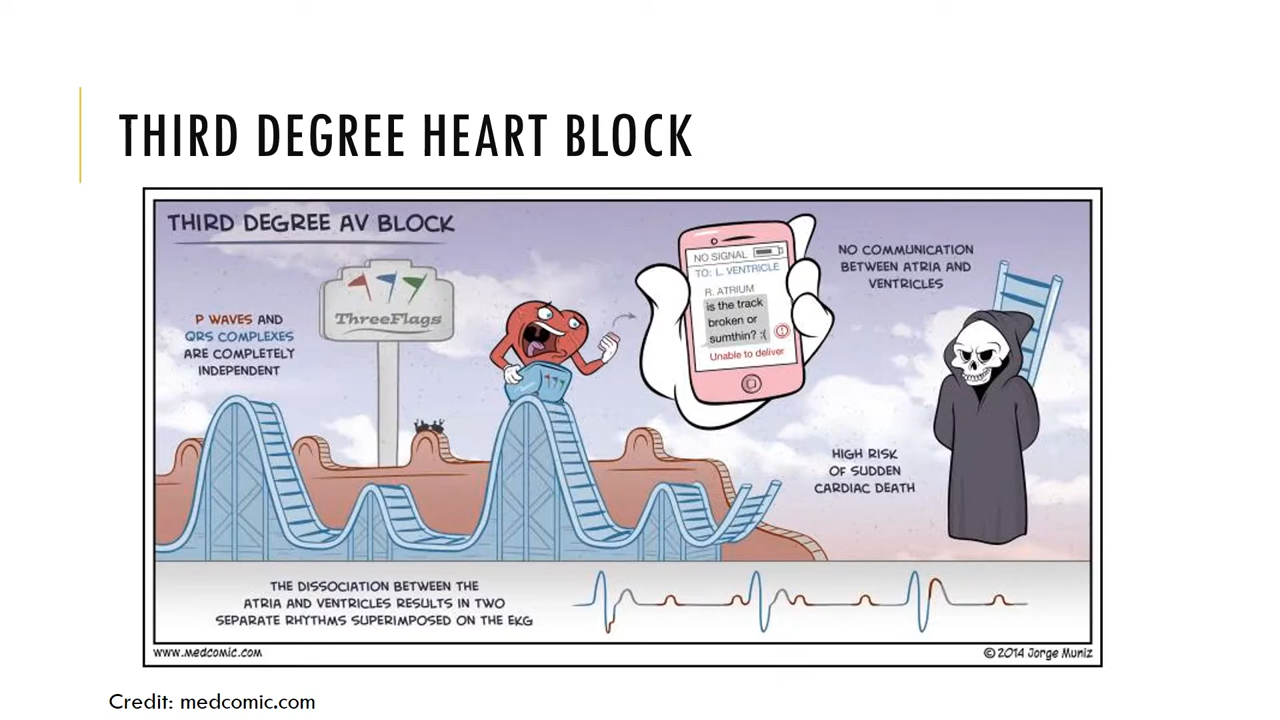 THIRD DEGREE HEART BLOCK
THIRD DEGREE AV BLOCK
ThreeFlags
P WAVES AND
QRS COMPLEXES
ARE COMPLETELY
INDEPENDENT
NO SIGNAL
TO: L. VENTRICLE
R. ATRIUM
is the track
broken or
sumthin? :(
Unable to deliver
NO COMMUNICATION
BETWEEN ATRIA AND
VENTRICLES
HIGH RISK
OF SUDDEN
CARDIAC DEATH
THE DISSOCIATION BETWEEN THE
ATRIA AND VENTRICLES RESULTS IN TWO
SEPARATE RHYTHMS SUPERIMPOSED ON THE EKG
www.medcomic.com
© 2014 Jorge Muniz
Credit: medcomic.com